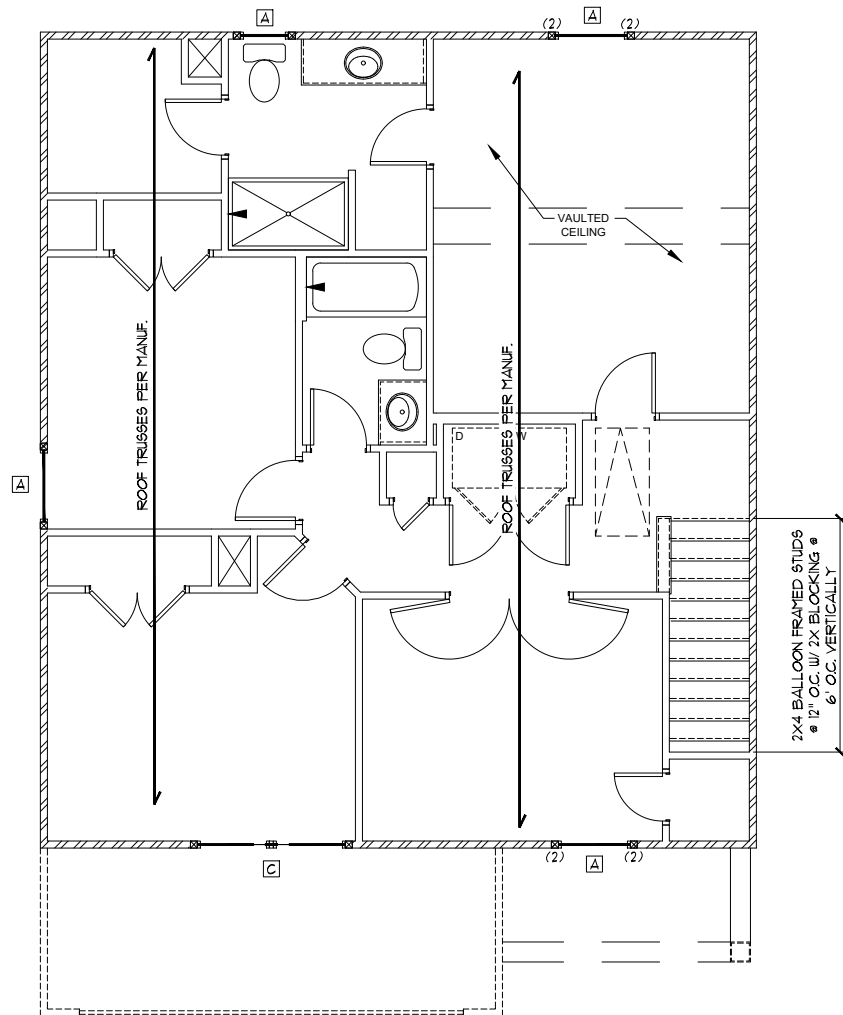 A
(2)
A
(2)
VAULTED
CEILING
ROOF TRUSSES PER MANUF.
ROOF TRUSSES PER MANUF.
D
W
A
2X4 BALLOON FRAMED STUDS
@ 12" O.C. W/ 2X BLOCKING @
6' O.C. VERTICALLY
(2)
A
(2)
C